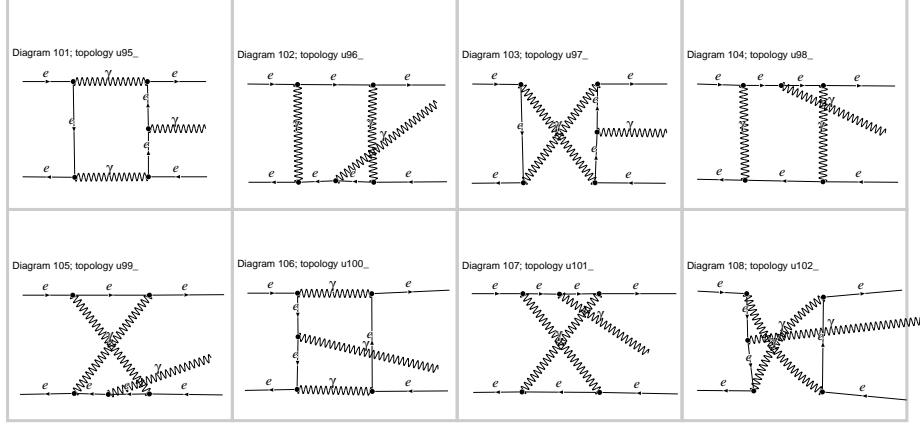 Diagram 101; topology u95_
e γ e
e
γ
e
e
e γ e
Diagram 102; topology u96_
e e e
γ γ
γ
e e e e
Diagram 103; topology u97_
e e
e
e γ
γ
e
e e
Diagram 104; topology u98_
e e e e
γ γ
γ
e e e
Diagram 105; topology u99_
e e e
γ
γ
e e e e
Diagram 106; topology u100_
e γ e
e
e
γ
e
e γ e
Diagram 107; topology u101_
e e e e
γ
γ
e e e
Diagram 108; topology u102_
e e
e
γ γ
e e
e e